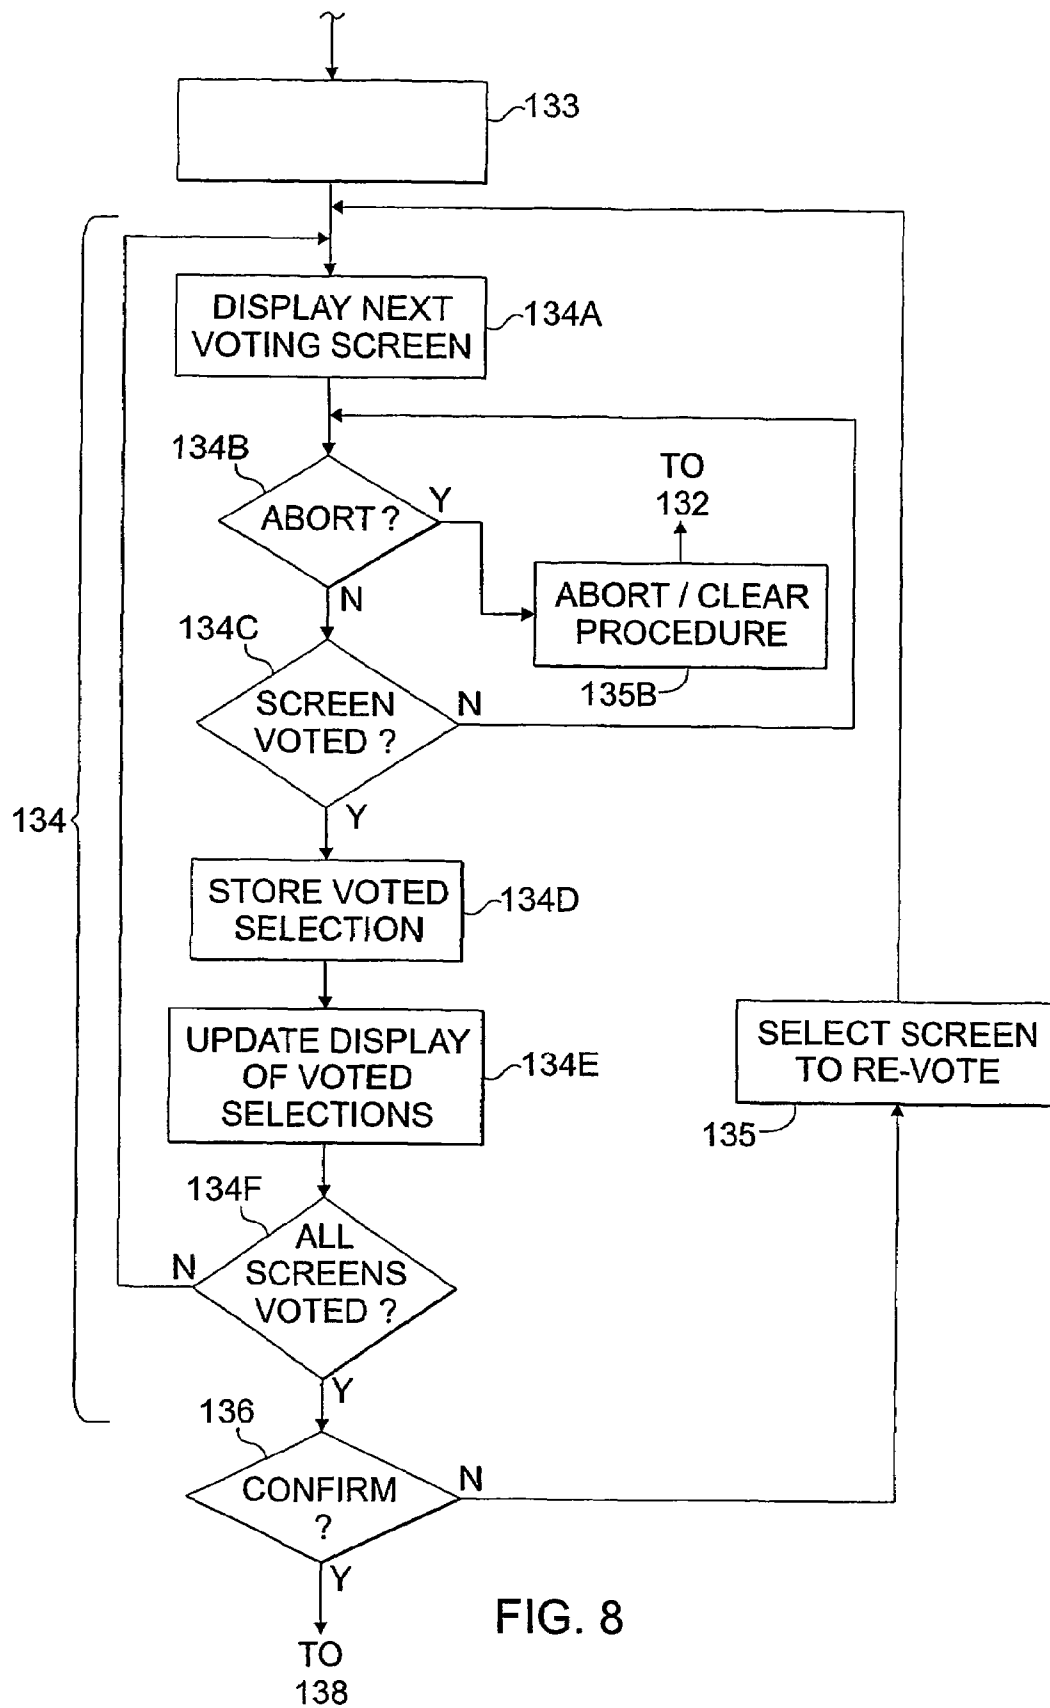 133
DISPLAY NEXT
VOTING SCREEN
134A
134B
ABORT ?
Y
N
TO
132
ABORT / CLEAR
PROCEDURE
135B
134C
SCREEN
VOTED ?
N
Y
134
STORE VOTED
SELECTION
134D
UPDATE DISPLAY
OF VOTED
SELECTIONS
134E
SELECT SCREEN
TO RE-VOTE
135
134F
ALL
SCREENS
VOTED ?
N
Y
136
CONFIRM
?
N
Y
TO
138
FIG. 8